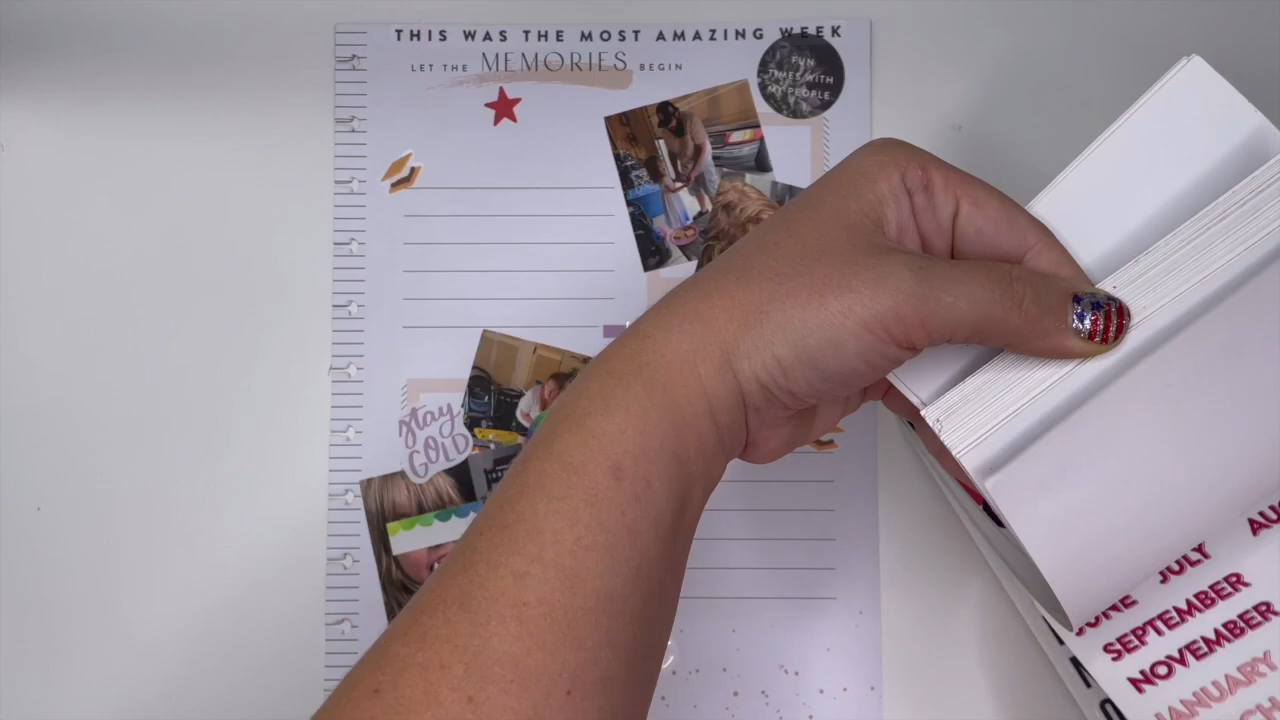 THIS WAS THE MOST AMAZING WEEK
LET THE MEMORIES BEGIN
FUN
TIMES WITH
MY PEOPLE
stay
GOLD
JULY
JUNE
SEPTEMBER
NOVEMBER
JANUARY